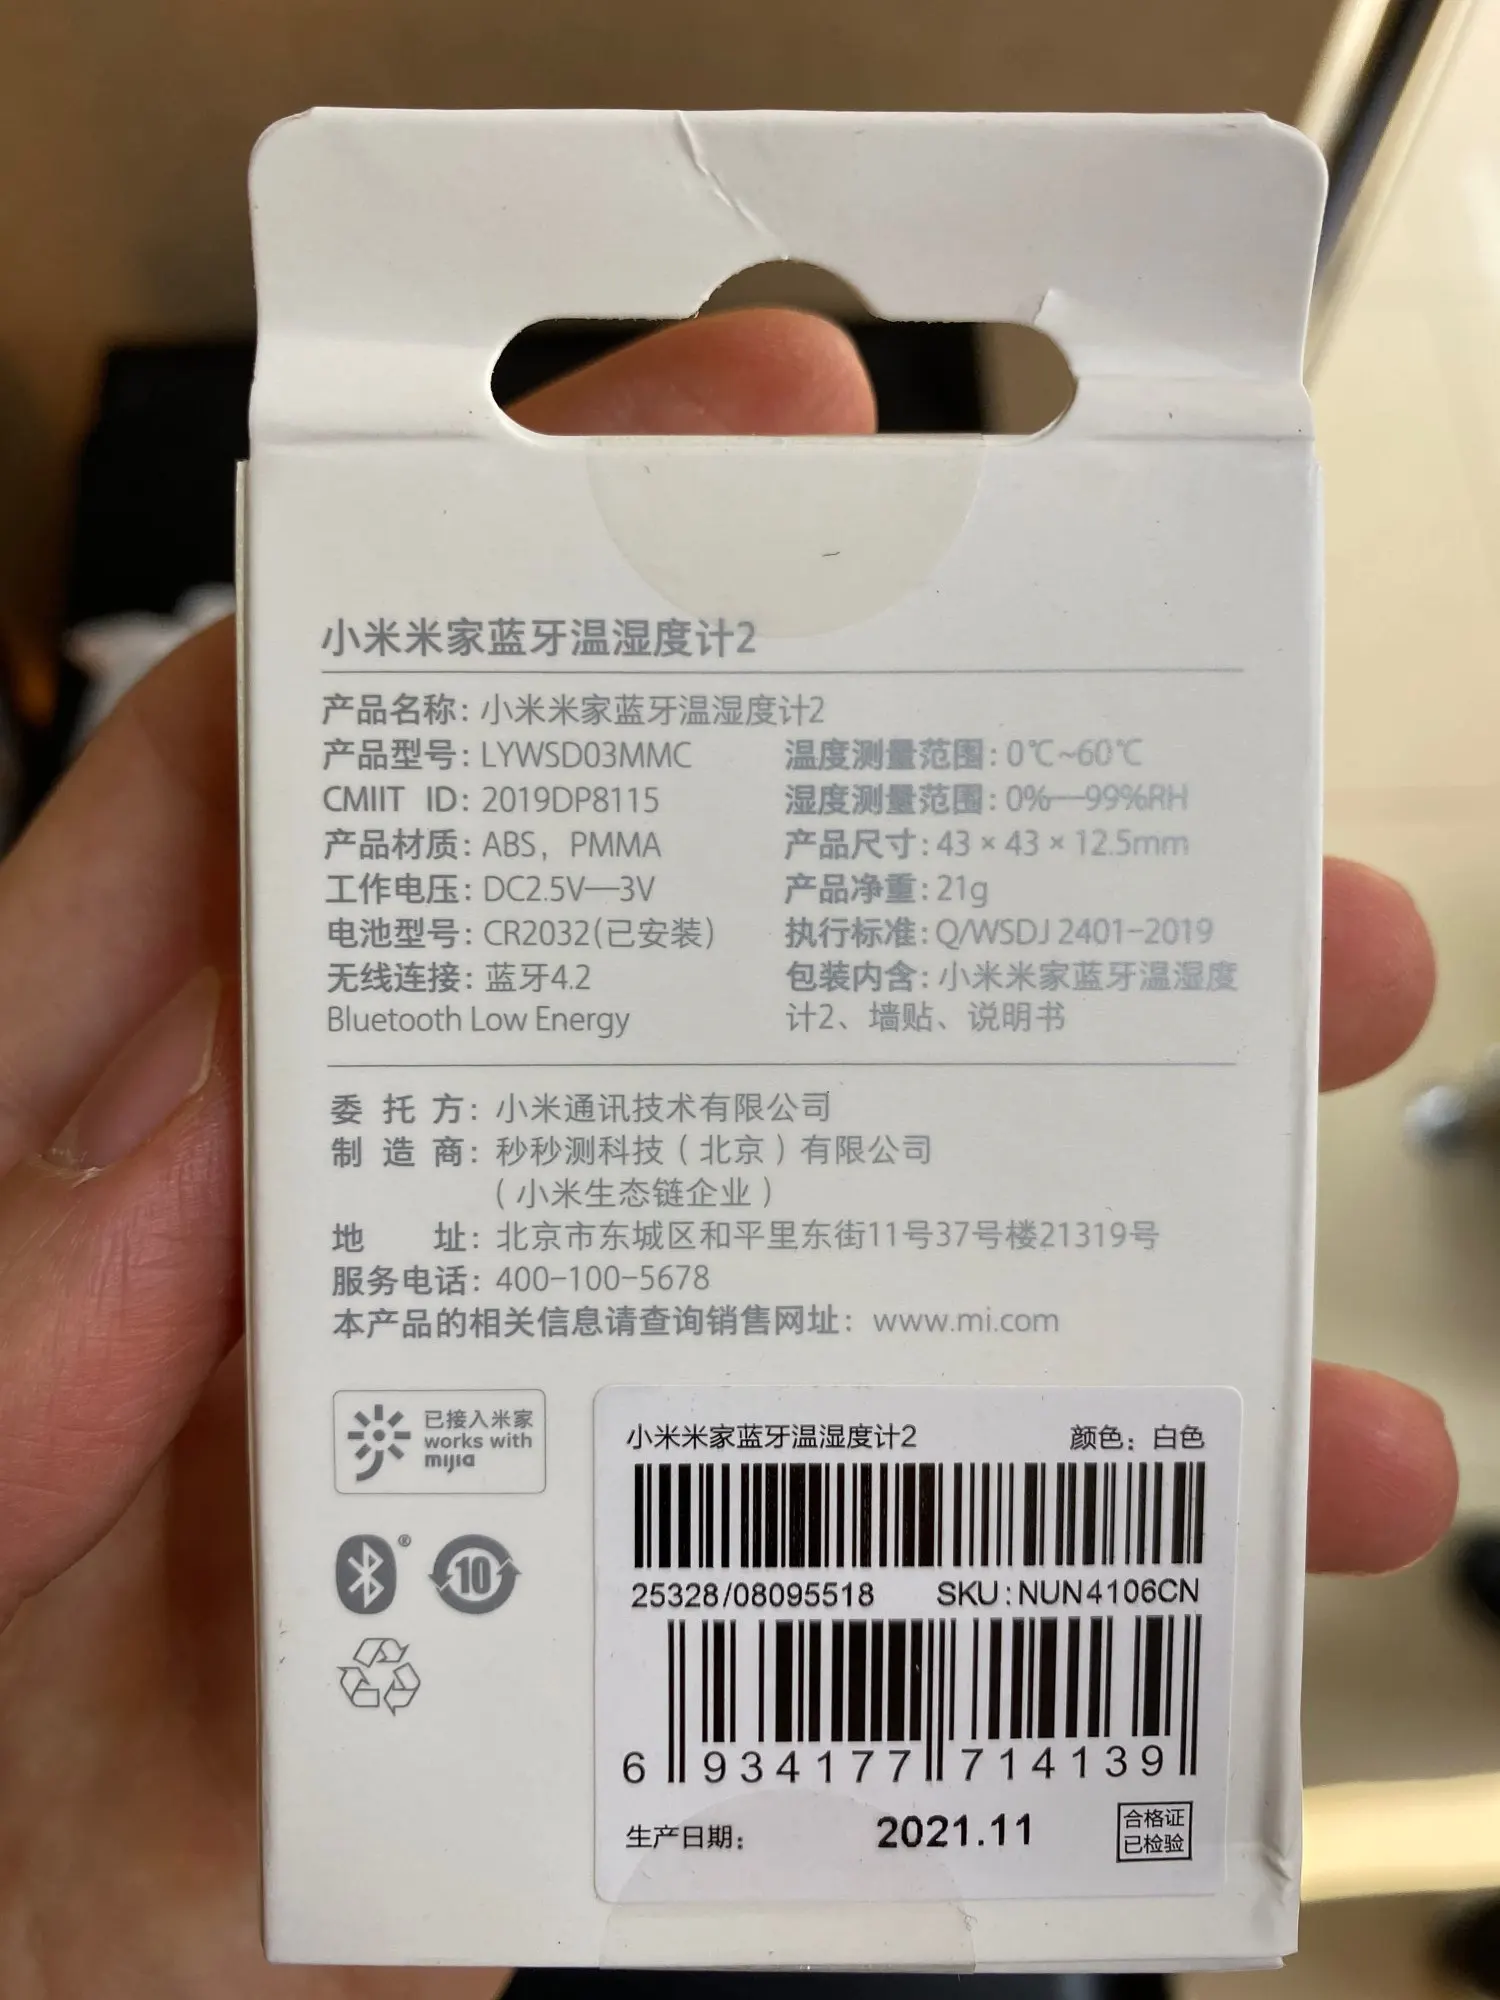 小米米家蓝牙温湿度计2
产品名称: 小米米家蓝牙温湿度计2
产品型号: LYWSD03MMC
CMIIT ID: 2019DP8115
产品材质: ABS, PMMA
工作电压: DC2.5V—3V
电池型号: CR2032(已安装)
无线连接: 蓝牙4.2
Bluetooth Low Energy
温度测量范围: 0℃~60℃
湿度测量范围: 0%—99%RH
产品尺寸: 43 × 43 × 12.5mm
产品净重: 21g
执行标准: Q/WSDJ 2401-2019
包装内含: 小米米家蓝牙温湿度
计2、墙贴、说明书
委托方: 小米通讯技术有限公司
制造商: 秒秒测科技(北京)有限公司
(小米生态链企业)
地址: 北京市东城区和平里东街11号37号楼21319号
服务电话: 400-100-5678
本产品的相关信息请查询销售网址: www.mi.com
已接入米家
works with
mijia
®
10
小米米家蓝牙温湿度计2 颜色: 白色
25328/08095518 SKU:NUN4106CN
6 934177 714139
生产日期: 2021.11
合格证
已检验